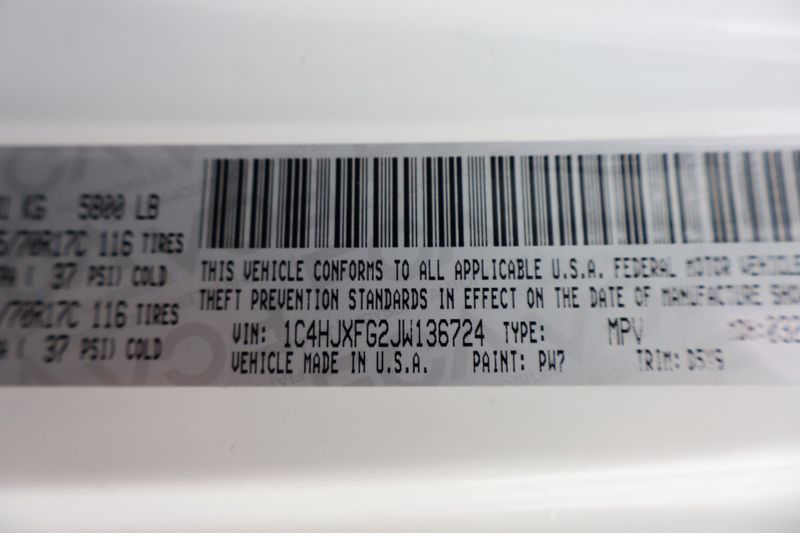 KG 5800 LB
/70R17C 116 TIRES
37 PSI) COLD
/70R17C 116 TIRES
37 PSI) COLD
THIS VEHICLE CONFORMS TO ALL APPLICABLE U.S.A. FEDERAL MOTOR VEHICLE
THEFT PREVENTION STANDARDS IN EFFECT ON THE DATE OF MANUFACTURE SHO
VIN: 1C4HJXFG2JW136724 TYPE: MPV
VEHICLE MADE IN U.S.A. PAINT: PW7 TRIM: